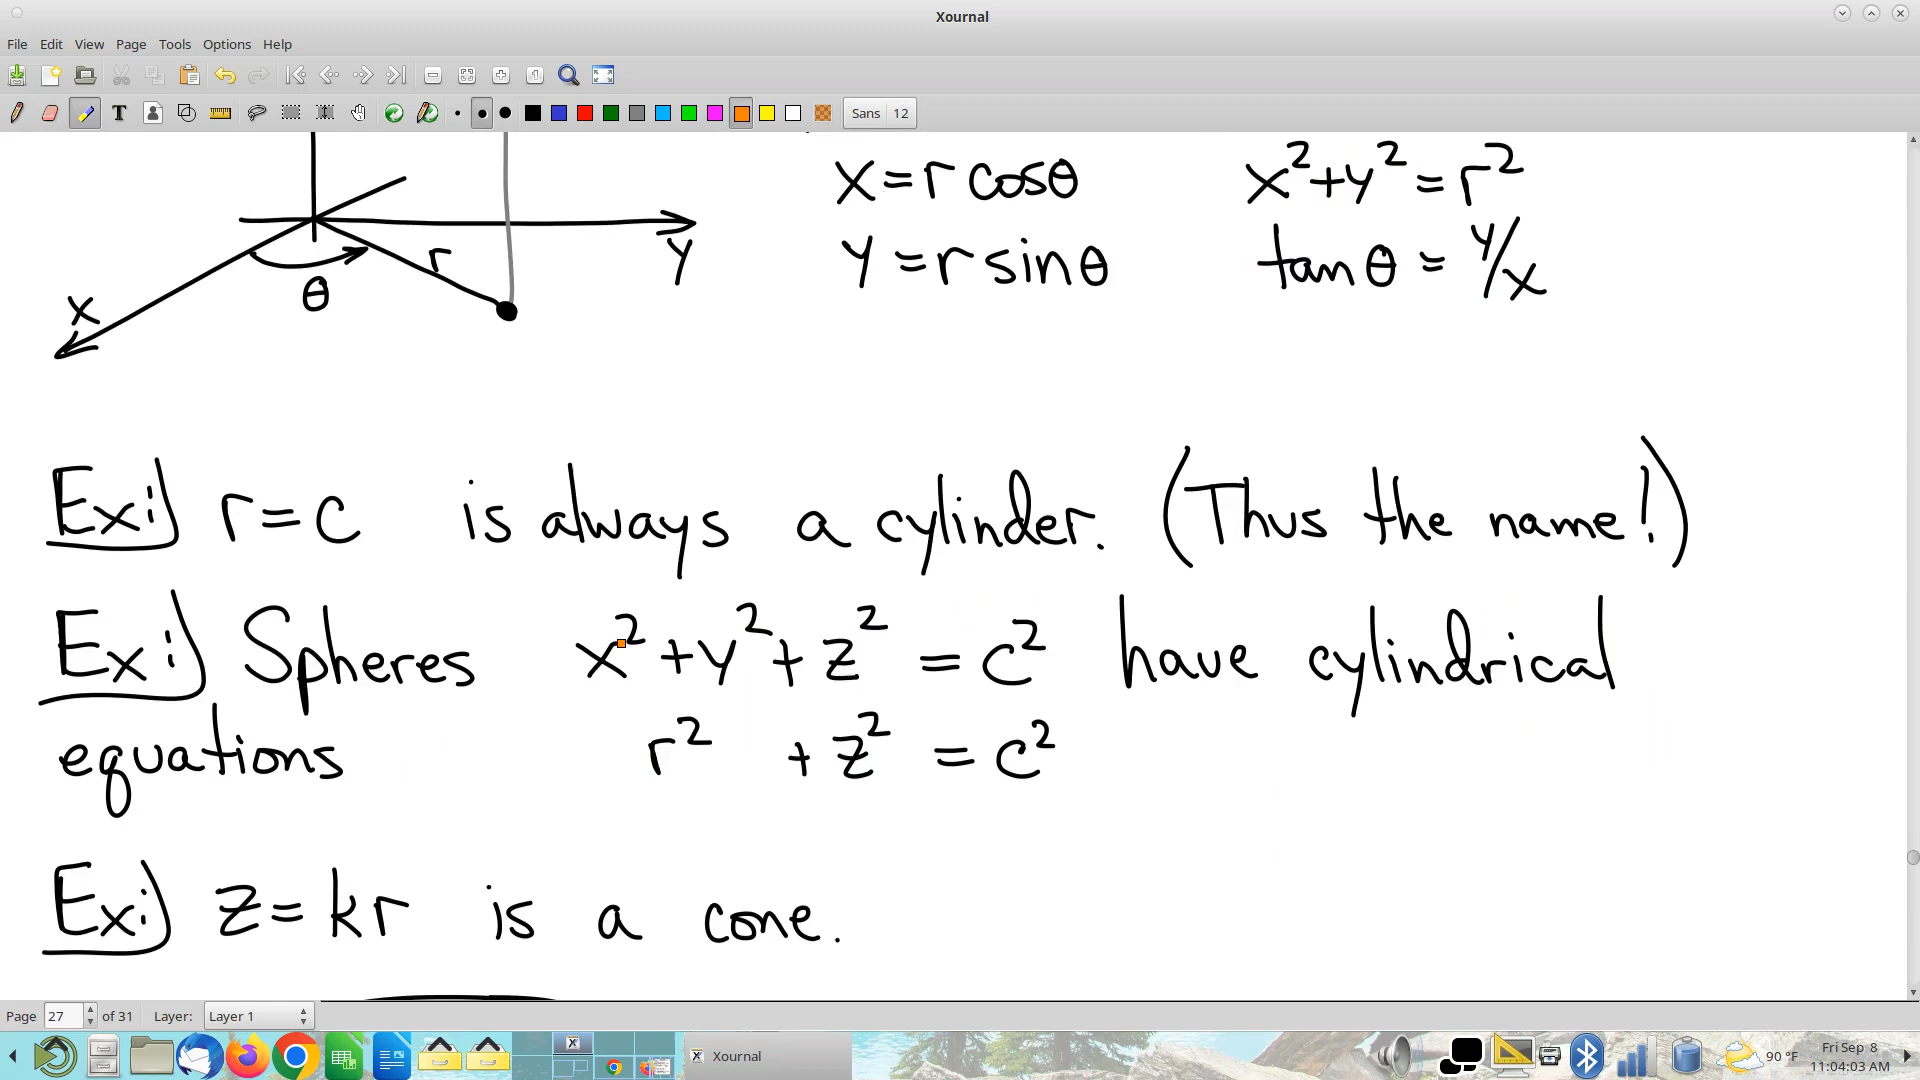 Xournal
File Edit View Page Tools Options Help
Sans 12
x = r cosθ x² + y² = r²
y = r sinθ tan θ = y/x
y
r
θ
x
Ex: r = c is always a cylinder. (Thus the name!)
Ex: Spheres x² + y² + z² = c² have cylindrical
equations r² + z² = c²
Ex: z = kr is a cone.
Page 27 of 31 Layer: Layer 1
Xournal
90 °F
Fri Sep 8
11:04:03 AM